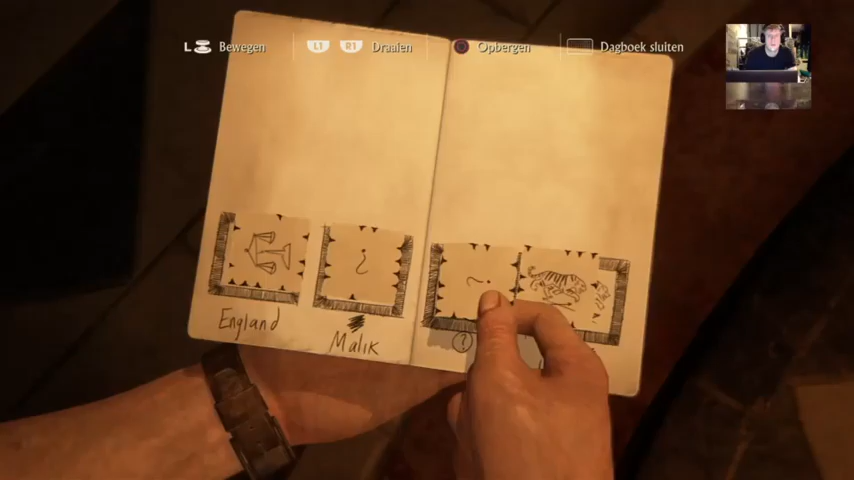 L Bewegen L1 R1 Draaien Opbergen Dagboek sluiten
?
?
?
England
Malik